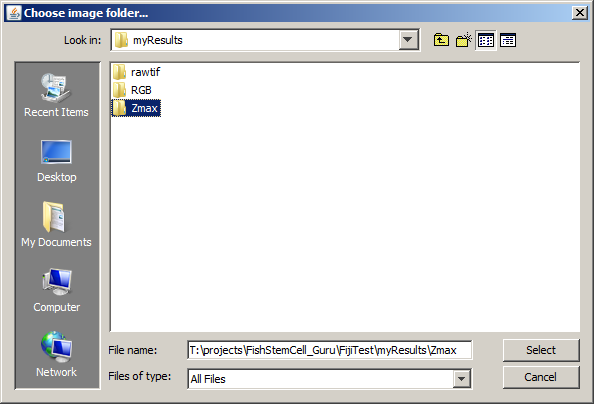 Choose image folder...
Look in: myResults
rawtif
RGB
Zmax
Recent Items
Desktop
My Documents
Computer
Network
File name: T:\projects\FishStemCell_Guru\FijiTest\myResults\Zmax Select
Files of type: All Files Cancel